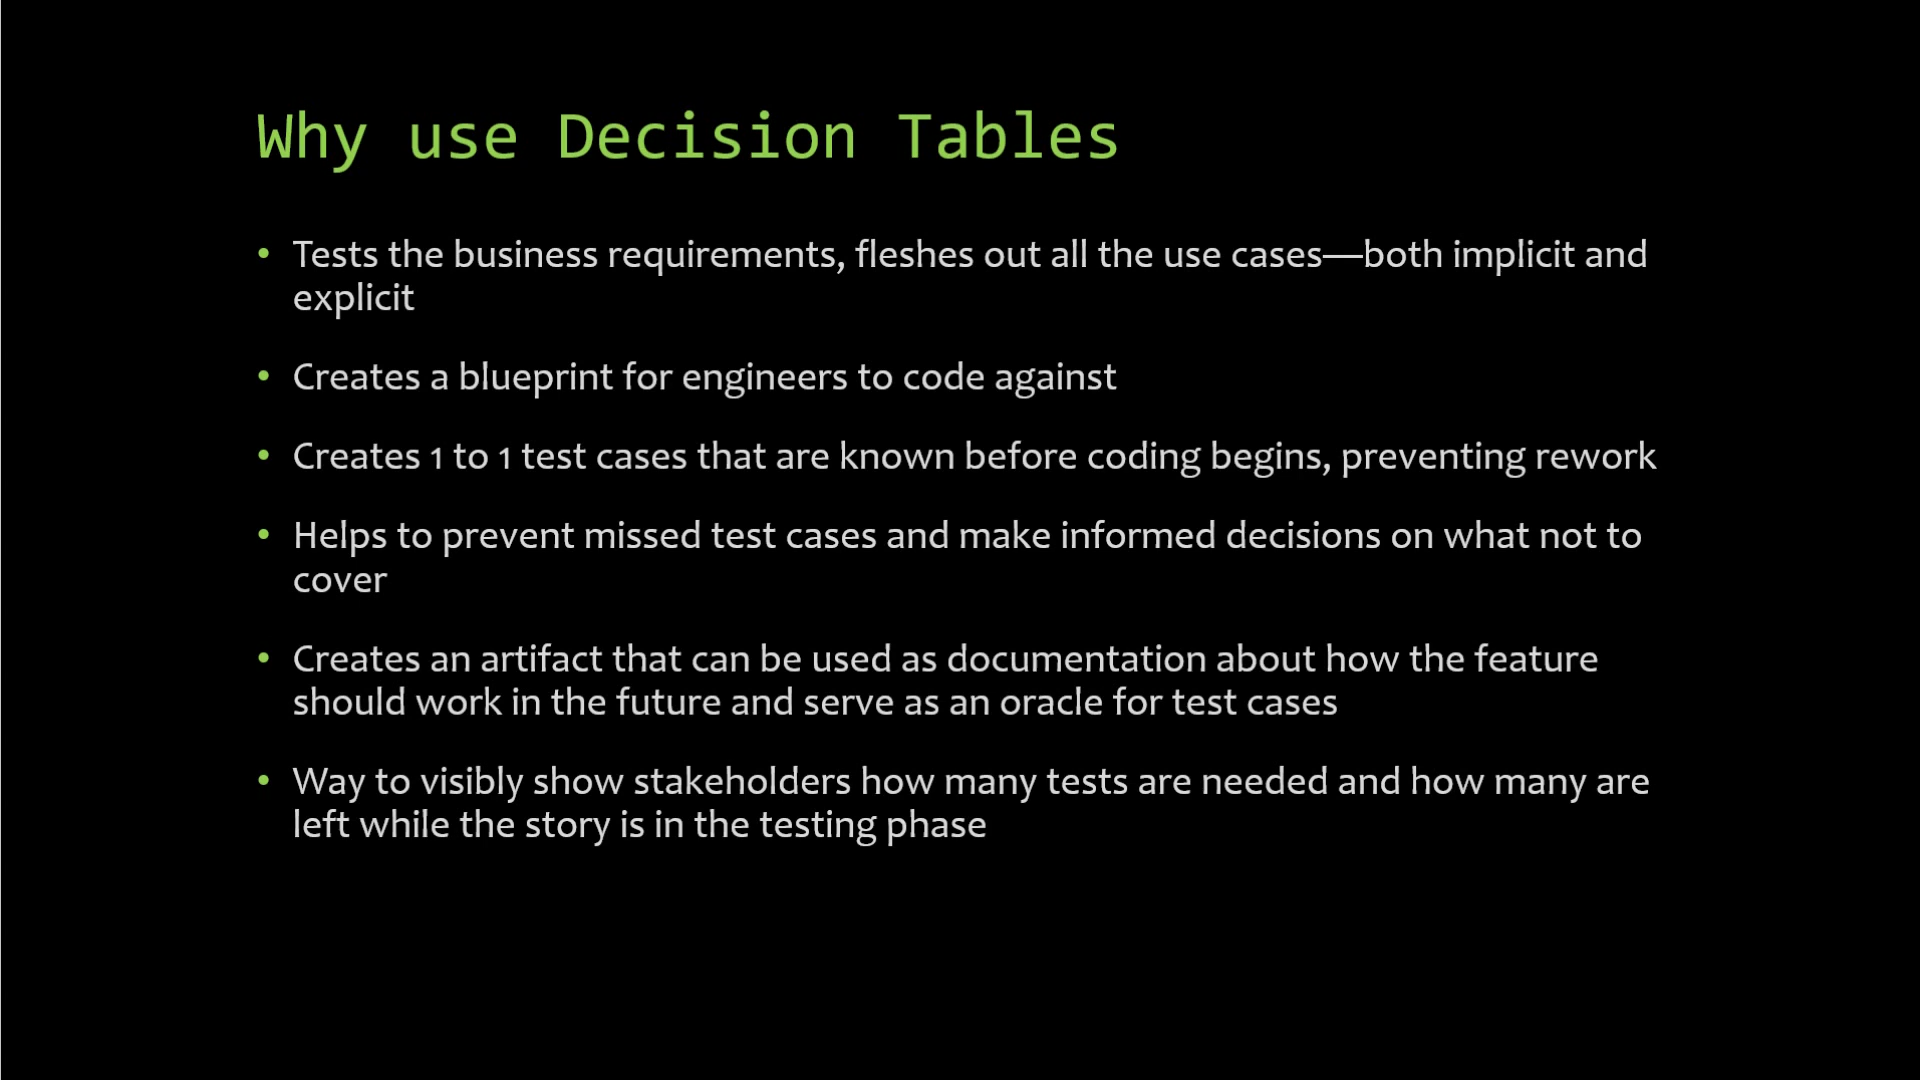 Why use Decision Tables
• Tests the business requirements, fleshes out all the use cases—both implicit and
explicit
• Creates a blueprint for engineers to code against
• Creates 1 to 1 test cases that are known before coding begins, preventing rework
• Helps to prevent missed test cases and make informed decisions on what not to
cover
• Creates an artifact that can be used as documentation about how the feature
should work in the future and serve as an oracle for test cases
• Way to visibly show stakeholders how many tests are needed and how many are
left while the story is in the testing phase